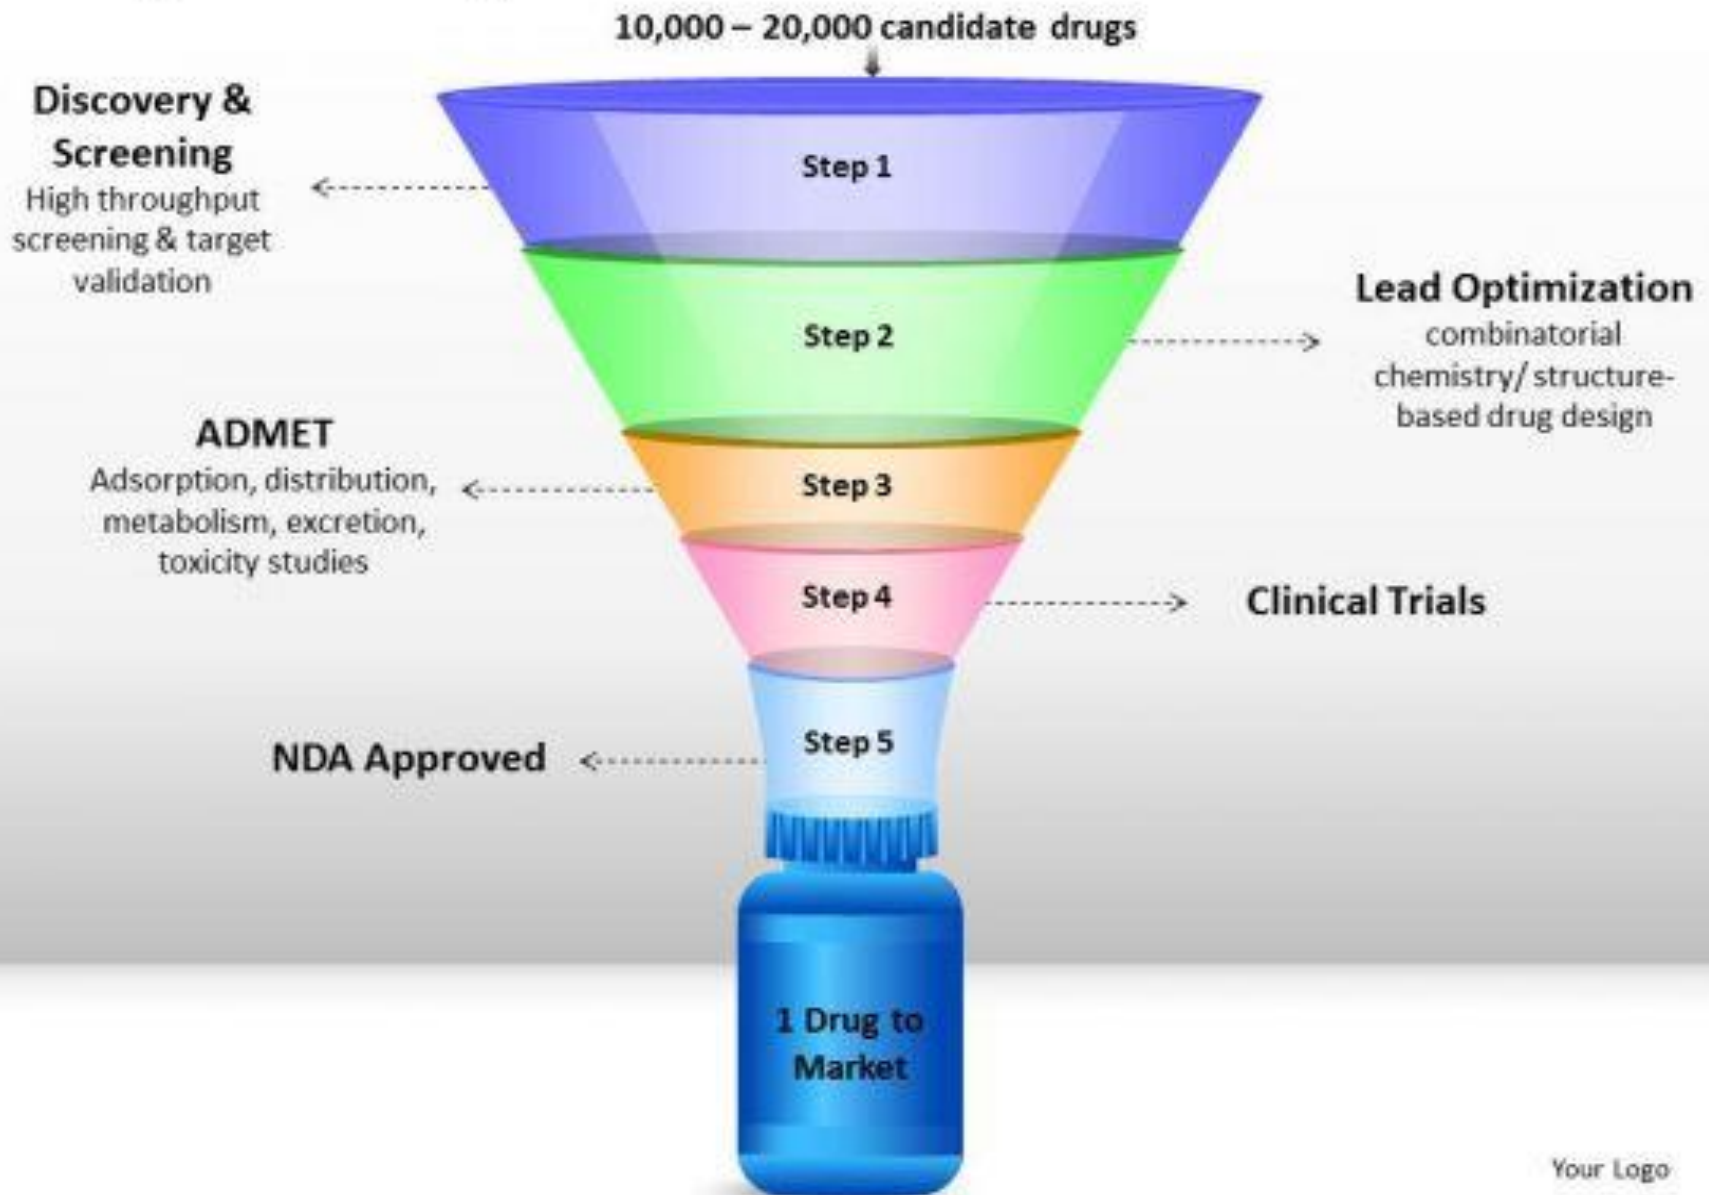 10,000 – 20,000 candidate drugs
Discovery &
Screening
High throughput
screening & target
validation
Step 1
Step 2
Lead Optimization
combinatorial
chemistry/ structure-
based drug design
ADMET
Adsorption, distribution,
metabolism, excretion,
toxicity studies
Step 3
Step 4
Clinical Trials
NDA Approved
Step 5
1 Drug to
Market
Your Logo